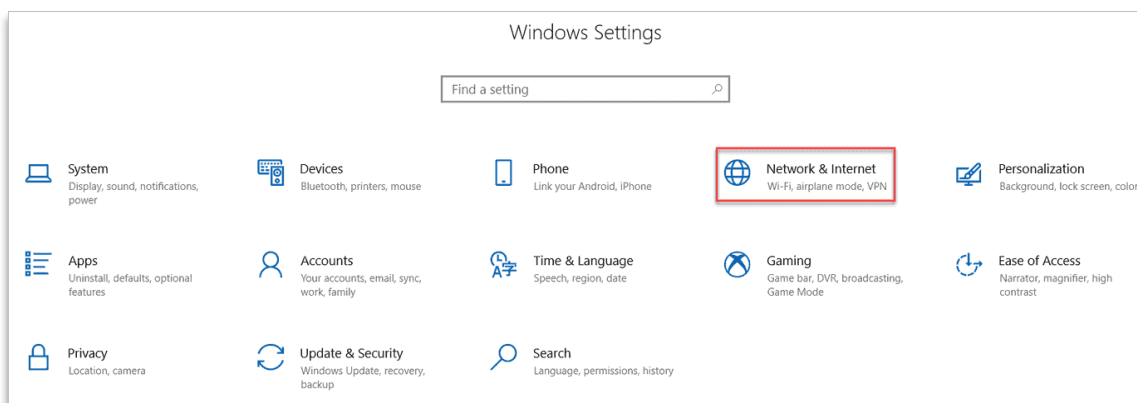 Windows Settings
Find a setting
System
Display, sound, notifications,
power
Devices
Bluetooth, printers, mouse
Phone
Link your Android, iPhone
Network & Internet
Wi-Fi, airplane mode, VPN
Personalization
Background, lock screen, color
Apps
Uninstall, defaults, optional
features
Accounts
Your accounts, email, sync,
work, family
Time & Language
Speech, region, date
Gaming
Game bar, DVR, broadcasting,
Game Mode
Ease of Access
Narrator, magnifier, high
contrast
Privacy
Location, camera
Update & Security
Windows Update, recovery,
backup
Search
Language, permissions, history